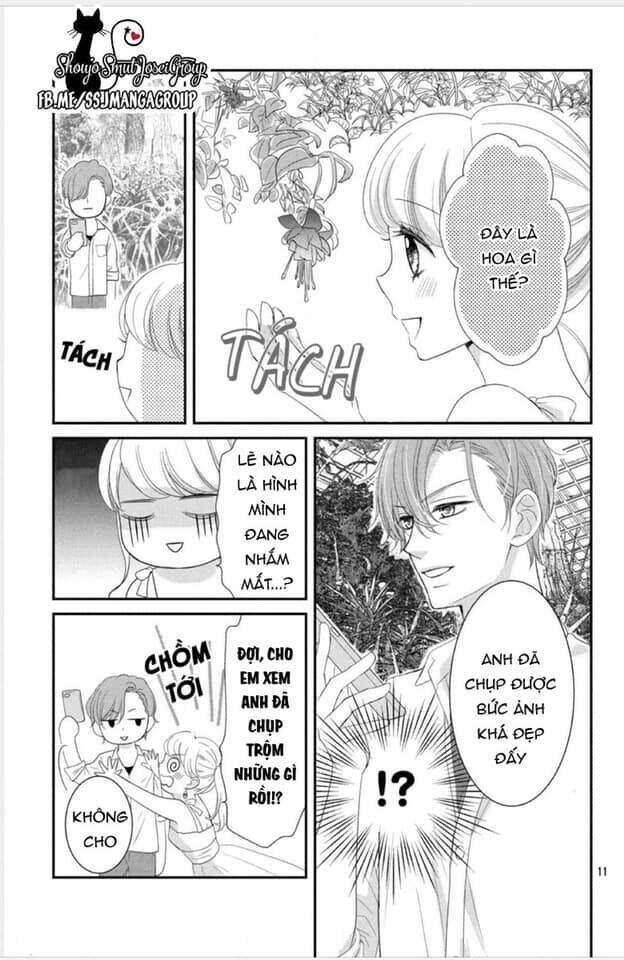 Shoujo Smut Josei Group
FB.ME/SSJMANGAGROUP
ĐÂY LÀ
HOA GÌ
THẾ?
TÁCH
TÁCH
ANH ĐÃ
CHỤP ĐƯỢC
BỨC ẢNH
KHÁ ĐẸP
ĐẤY
!?
LẼ NÀO
LÀ HÌNH
MÌNH
ĐANG
NHẮM
MẮT...?
ĐỢI, CHO
EM XEM
ANH ĐÃ
CHỤP
TRỘM
NHỮNG GÌ
RỒI!?
CHỒM
TỚI
KHÔNG
CHO
11